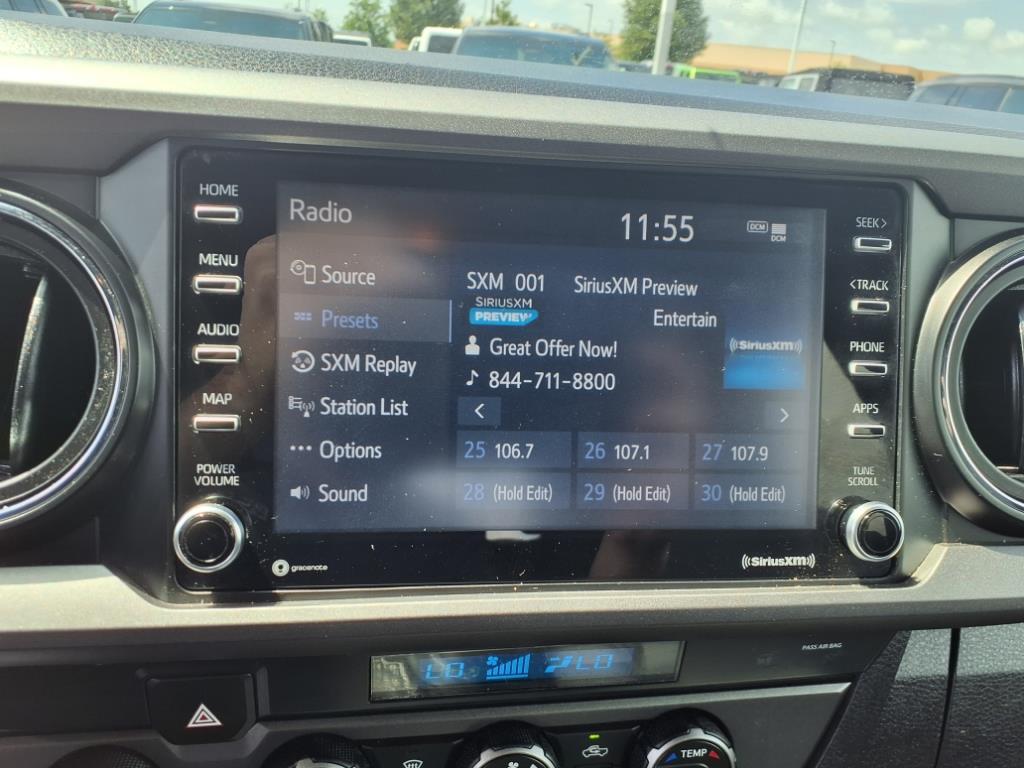 HOME
MENU
AUDIO
MAP
POWER
VOLUME
Radio
11:55
DCM
DCM
Source
Presets
SXM Replay
Station List
Options
Sound
SXM 001 SiriusXM Preview
SIRIUSXM
PREVIEW
Entertain
Great Offer Now!
844-711-8800
((SiriusXM))
< >
25 106.7 26 107.1 27 107.9
28 (Hold Edit) 29 (Hold Edit) 30 (Hold Edit)
SEEK>
<TRACK
PHONE
APPS
TUNE
SCROLL
gracenote
((SiriusXM))
PASS AIR BAG
LO LO
TEMP